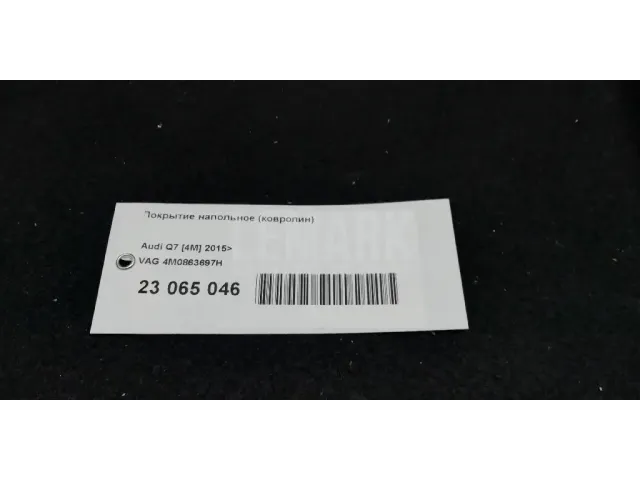 Покрытие напольное (ковролин)
Audi Q7 [4M] 2015>
VAG 4M0863697H
23 065 046